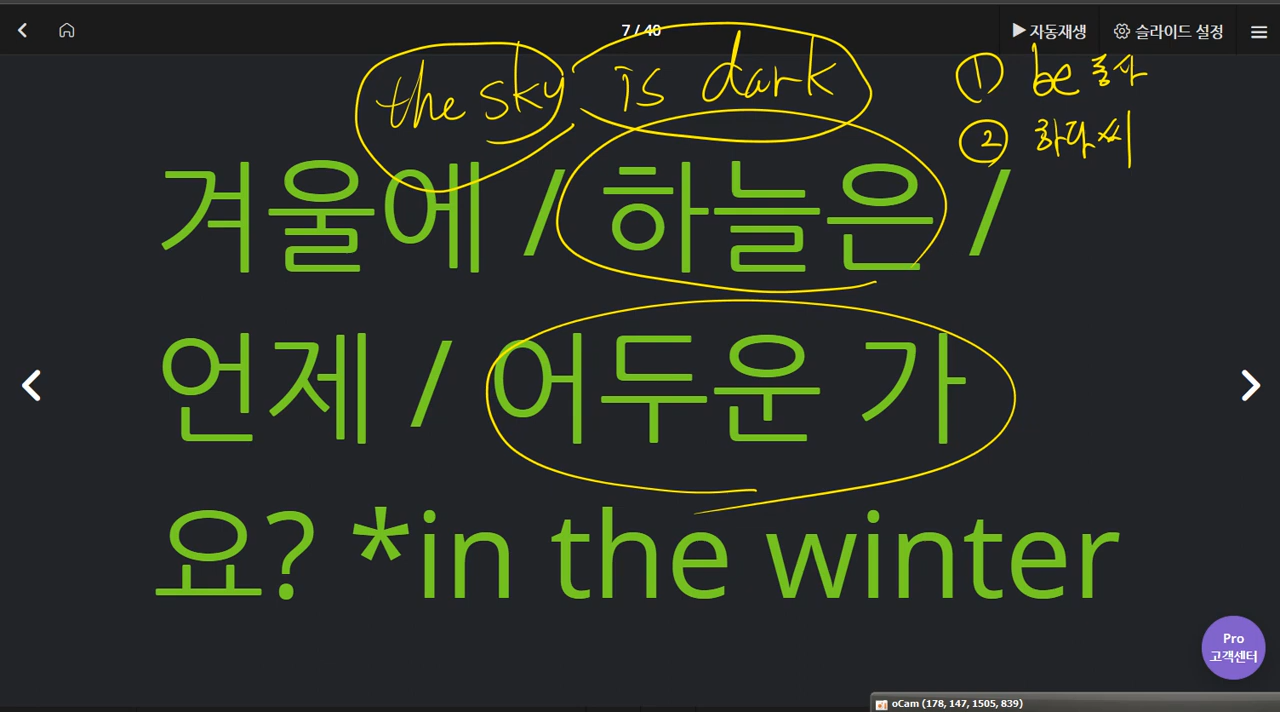 7 / 40
▶ 자동재생
슬라이드 설정
the sky is dark
① be 동사
② 하다씨
겨울에 / 하늘은 /
언제 / 어두운 가
요? *in the winter
Pro
고객센터
oCam (178, 147, 1505, 839)